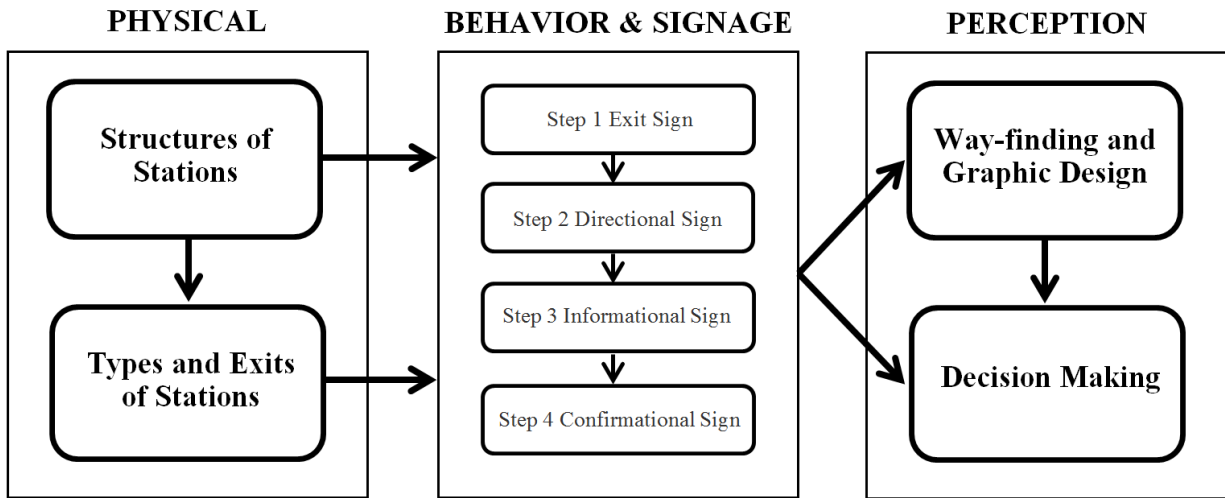 PHYSICAL
Structures of
Stations
Types and Exits
of Stations
BEHAVIOR & SIGNAGE
Step 1 Exit Sign
Step 2 Directional Sign
Step 3 Informational Sign
Step 4 Confirmational Sign
PERCEPTION
Way-finding and
Graphic Design
Decision Making